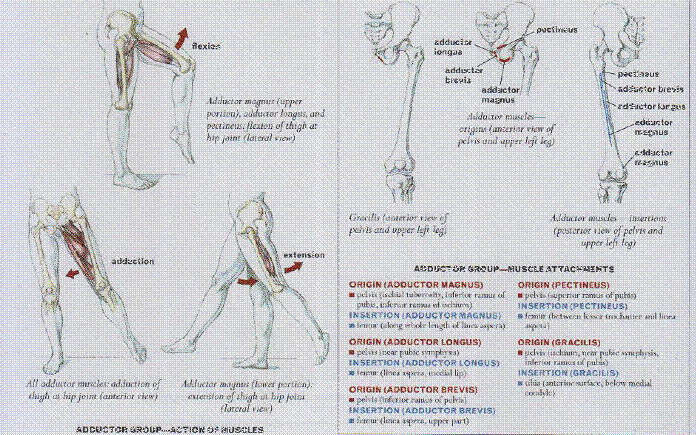 flexion
Adductor magnus (upper
portion), adductor longus, and
pectineus: flexion of thigh at
hip joint (lateral view)
adduction
extension
All adductor muscles: adduction of
thigh at hip joint (anterior view)
Adductor magnus (lower portion):
extension of thigh at hip joint
(lateral view)
ADDUCTOR GROUP—ACTION OF MUSCLES
adductor
longus
pectineus
adductor
brevis
adductor
magnus
Adductor muscles—
origins (anterior view of
pelvis and upper left leg)
pectineus
adductor brevis
adductor longus
adductor
magnus
adductor
magnus
Gracilis (anterior view of
pelvis and upper left leg)
Adductor muscles—insertions
(posterior view of pelvis and
upper left leg)
ADDUCTOR GROUP—MUSCLE ATTACHMENTS
ORIGIN (ADDUCTOR MAGNUS)
pelvis (ischial tuberosity, inferior ramus of
pubis, inferior ramus of ischium)
INSERTION (ADDUCTOR MAGNUS)
femur (along whole length of linea aspera)
ORIGIN (ADDUCTOR LONGUS)
pelvis (near pubic symphysis)
INSERTION (ADDUCTOR LONGUS)
femur (linea aspera, medial lip)
ORIGIN (ADDUCTOR BREVIS)
pelvis (inferior ramus of pelvis)
INSERTION (ADDUCTOR BREVIS)
femur (linea aspera, upper part)
ORIGIN (PECTINEUS)
pelvis (superior ramus of pubis)
INSERTION (PECTINEUS)
femur (between lesser trochanter and linea
aspera)
ORIGIN (GRACILIS)
pelvis (ischium, near pubic symphysis,
inferior ramus of pubis)
INSERTION (GRACILIS)
tibia (anterior surface, below medial
condyle)